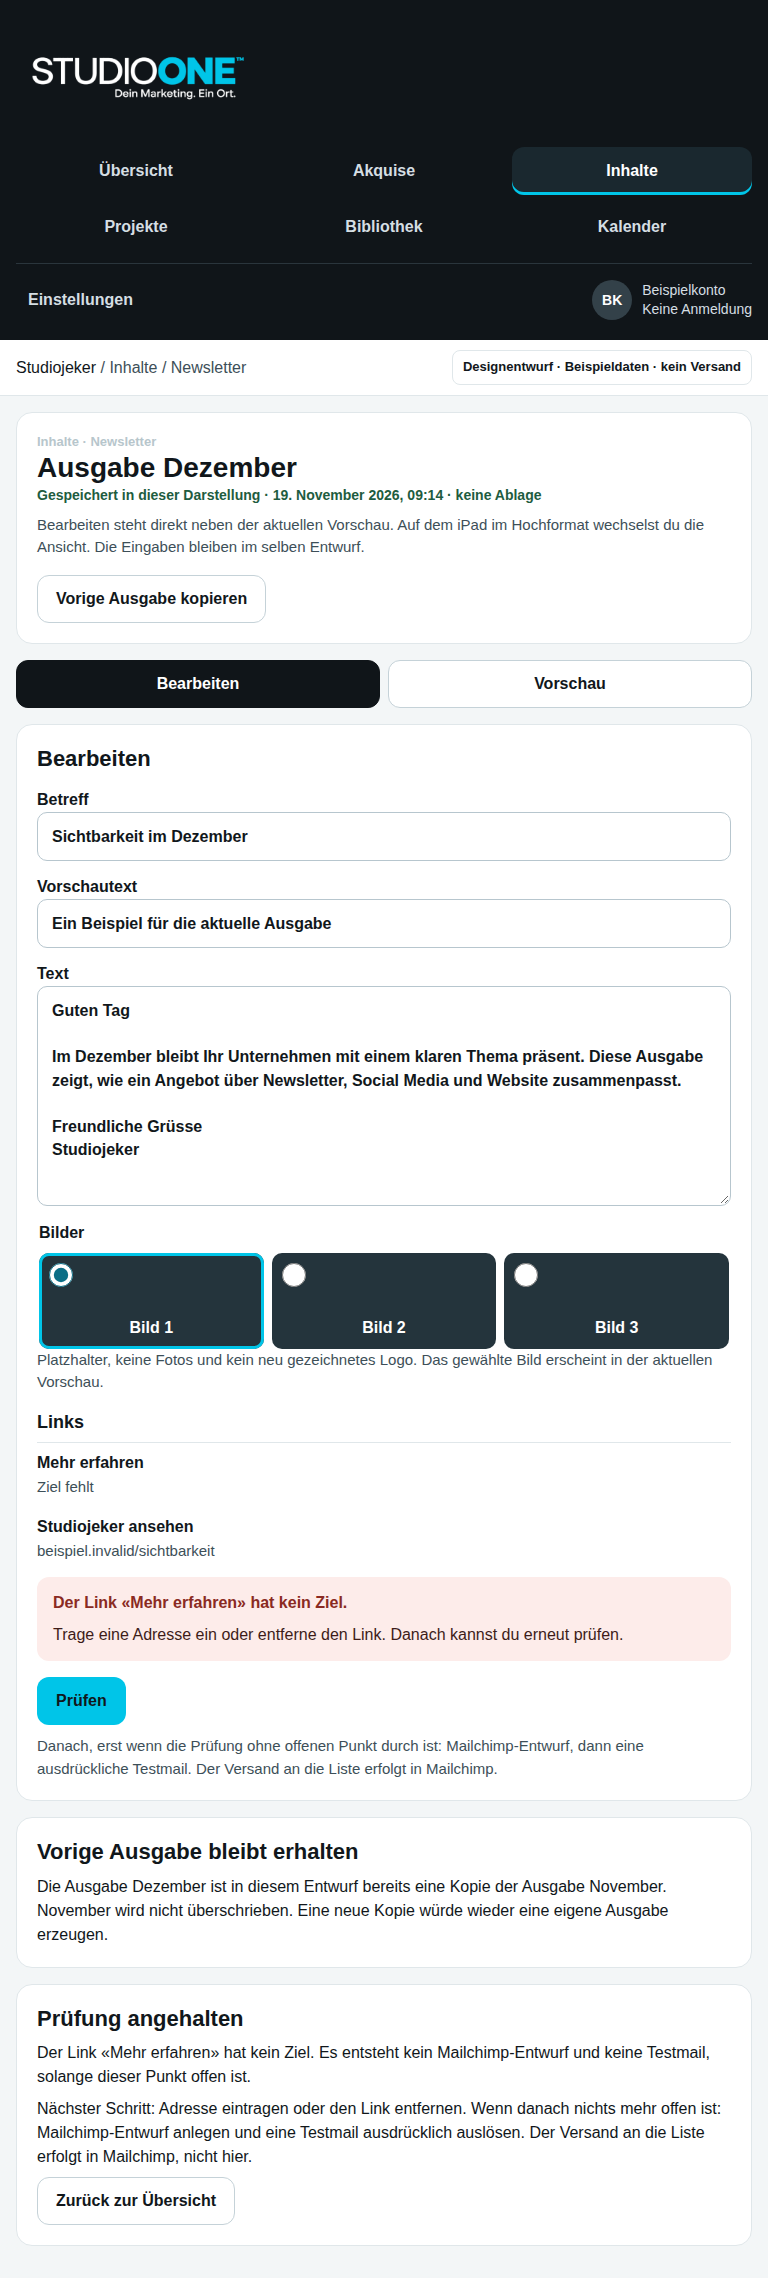 STUDIOONE™
Dein Marketing. Ein Ort.
Übersicht
Akquise
Inhalte
Projekte
Bibliothek
Kalender
Einstellungen
BK
Beispielkonto
Keine Anmeldung
Studiojeker / Inhalte / Newsletter
Designentwurf · Beispieldaten · kein Versand
Inhalte · Newsletter
Ausgabe Dezember
Gespeichert in dieser Darstellung · 19. November 2026, 09:14 · keine Ablage
Bearbeiten steht direkt neben der aktuellen Vorschau. Auf dem iPad im Hochformat wechselst du die
Ansicht. Die Eingaben bleiben im selben Entwurf.
Vorige Ausgabe kopieren
Bearbeiten
Vorschau
Bearbeiten
Betreff
Sichtbarkeit im Dezember
Vorschautext
Ein Beispiel für die aktuelle Ausgabe
Text
Guten Tag
Im Dezember bleibt Ihr Unternehmen mit einem klaren Thema präsent. Diese Ausgabe
zeigt, wie ein Angebot über Newsletter, Social Media und Website zusammenpasst.
Freundliche Grüsse
Studiojeker
Bilder
Bild 1
Bild 2
Bild 3
Platzhalter, keine Fotos und kein neu gezeichnetes Logo. Das gewählte Bild erscheint in der aktuellen
Vorschau.
Links
Mehr erfahren
Ziel fehlt
Studiojeker ansehen
beispiel.invalid/sichtbarkeit
Der Link «Mehr erfahren» hat kein Ziel.
Trage eine Adresse ein oder entferne den Link. Danach kannst du erneut prüfen.
Prüfen
Danach, erst wenn die Prüfung ohne offenen Punkt durch ist: Mailchimp-Entwurf, dann eine
ausdrückliche Testmail. Der Versand an die Liste erfolgt in Mailchimp.
Vorige Ausgabe bleibt erhalten
Die Ausgabe Dezember ist in diesem Entwurf bereits eine Kopie der Ausgabe November.
November wird nicht überschrieben. Eine neue Kopie würde wieder eine eigene Ausgabe
erzeugen.
Prüfung angehalten
Der Link «Mehr erfahren» hat kein Ziel. Es entsteht kein Mailchimp-Entwurf und keine Testmail,
solange dieser Punkt offen ist.
Nächster Schritt: Adresse eintragen oder den Link entfernen. Wenn danach nichts mehr offen ist:
Mailchimp-Entwurf anlegen und eine Testmail ausdrücklich auslösen. Der Versand an die Liste
erfolgt in Mailchimp, nicht hier.
Zurück zur Übersicht